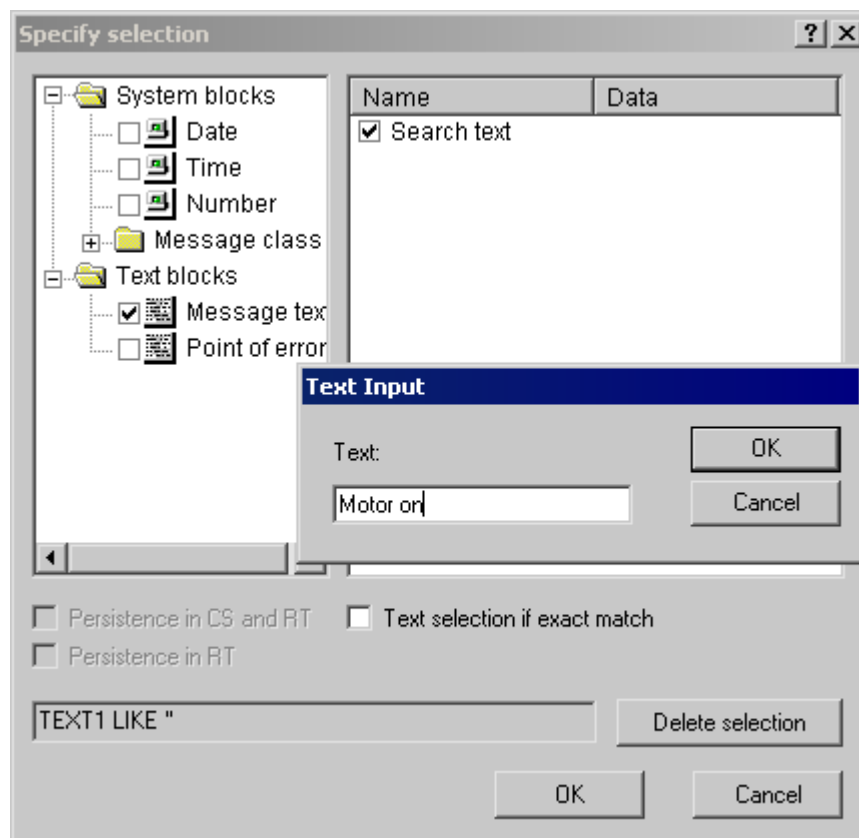 Specify selection
System blocks
Date
Time
Number
Message class
Text blocks
Message tex
Point of error
Name Data
Search text
Text Input
Text:
Motor on
OK
Cancel
Persistence in CS and RT
Text selection if exact match
Persistence in RT
TEXT1 LIKE "
Delete selection
OK Cancel